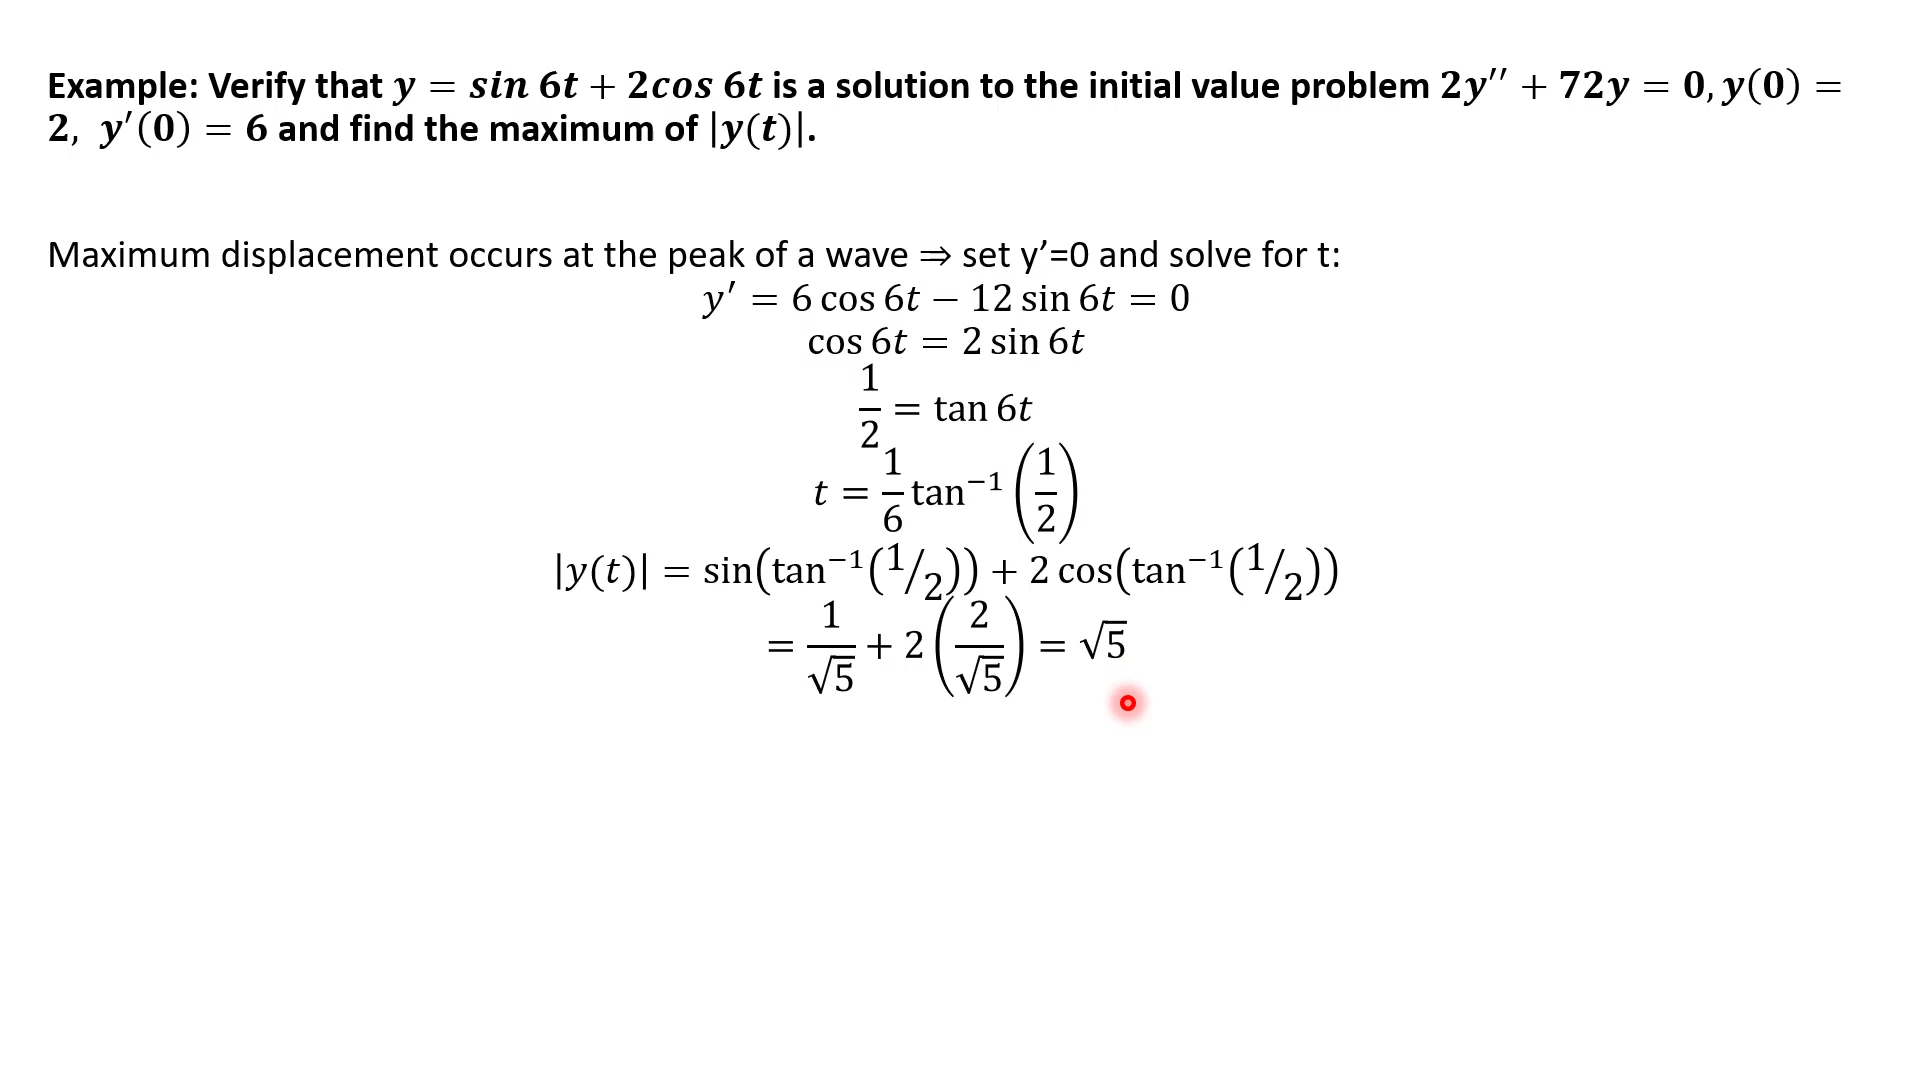 Example: Verify that y = sin 6t + 2cos 6t is a solution to the initial value problem 2y′′ + 72y = 0, y(0) =
2, y′(0) = 6 and find the maximum of |y(t)|.
Maximum displacement occurs at the peak of a wave ⇒ set y’=0 and solve for t:
y′ = 6 cos 6t − 12 sin 6t = 0
cos 6t = 2 sin 6t
1/2 = tan 6t
t = 1/6 tan⁻¹(1/2)
|y(t)| = sin(tan⁻¹(1/2)) + 2 cos(tan⁻¹(1/2))
= 1/√5 + 2(2/√5) = √5